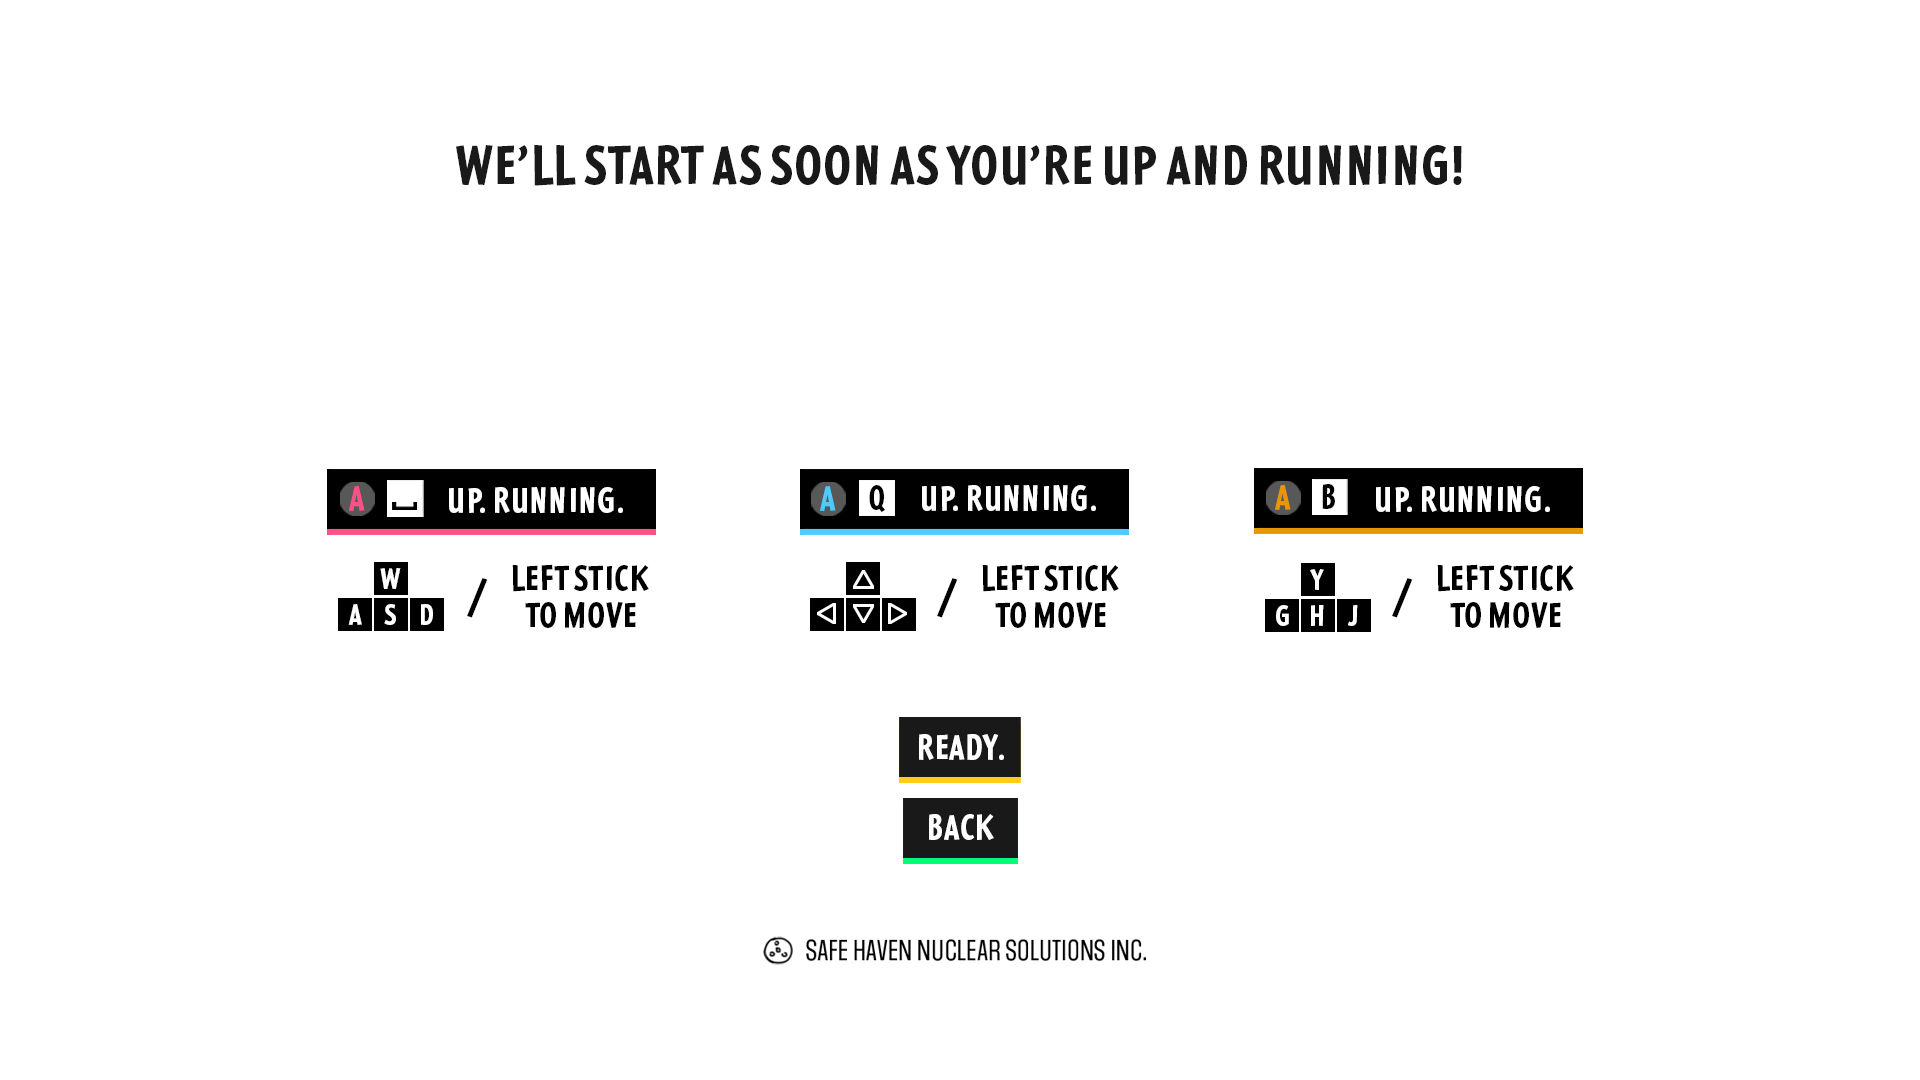 WE'LL START AS SOON AS YOU'RE UP AND RUNNING!
A UP. RUNNING.
A Q UP. RUNNING.
A B UP. RUNNING.
W
A S D / LEFT STICK
TO MOVE
/ LEFT STICK
TO MOVE
Y
G H J / LEFT STICK
TO MOVE
READY.
BACK
SAFE HAVEN NUCLEAR SOLUTIONS INC.